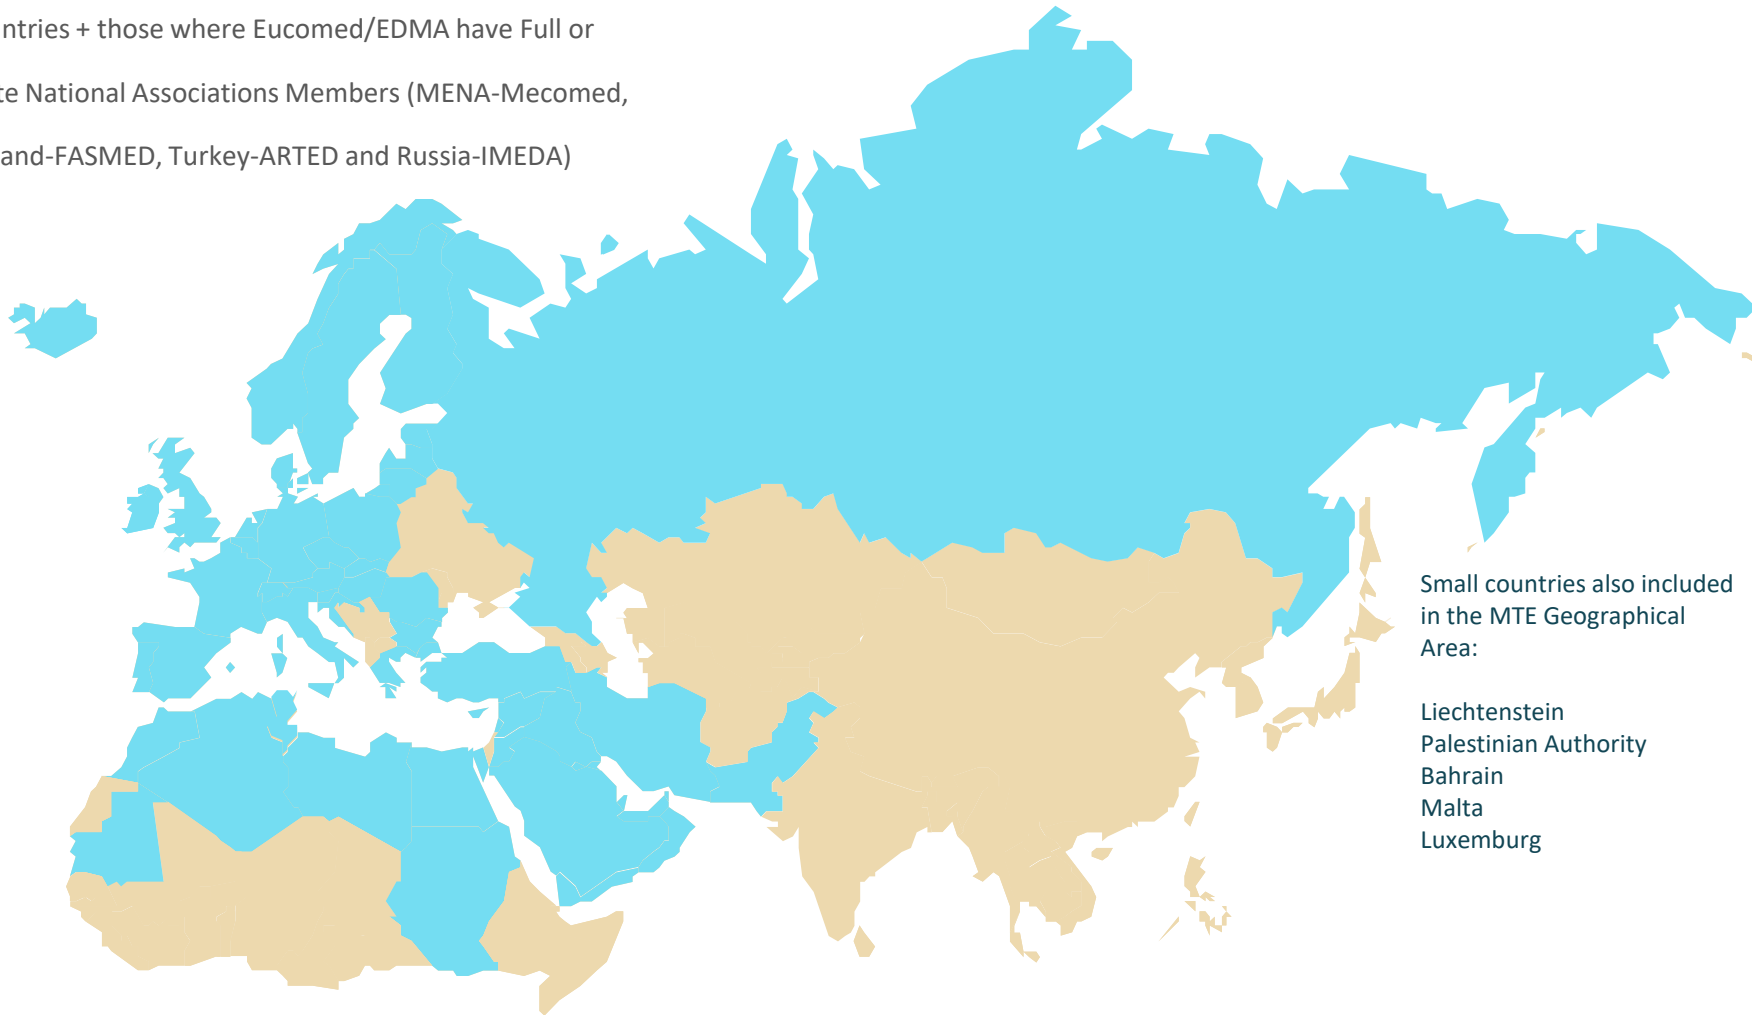 ntries + those where Eucomed/EDMA have Full or
te National Associations Members (MENA-Mecomed,
and-FASMED, Turkey-ARTED and Russia-IMEDA)
Small countries also included
in the MTE Geographical
Area:
Liechtenstein
Palestinian Authority
Bahrain
Malta
Luxemburg